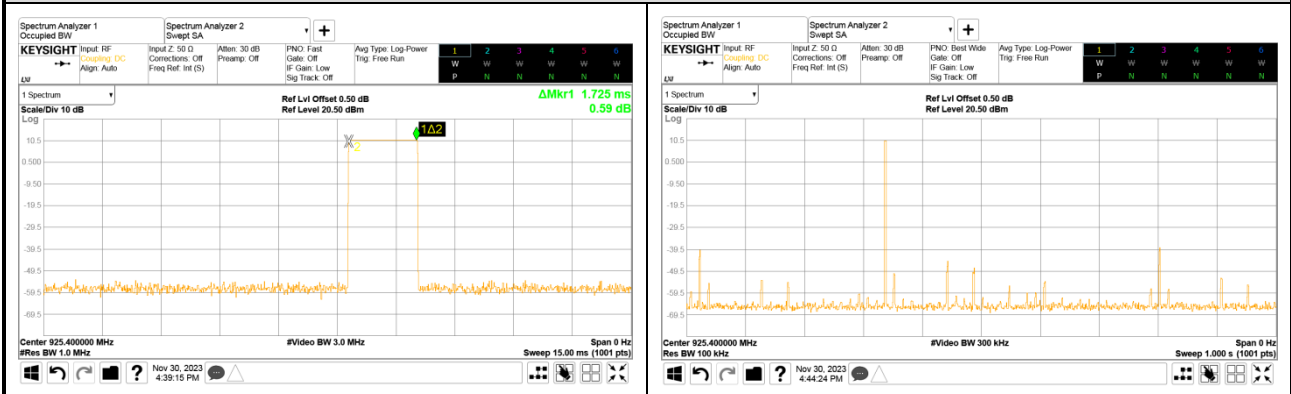 Spectrum Analyzer 1
Occupied BW
Spectrum Analyzer 2
Swept SA
KEYSIGHT
Input: RF
Coupling: DC
Align: Auto
Input Z: 50 Ω
Corrections: Off
Freq Ref: Int (S)
Atten: 30 dB
Preamp: Off
PNO: Fast
Gate: Off
IF Gain: Low
Sig Track: Off
Avg Type: Log-Power
Trig: Free Run
1 2 3 4 5 6
W W W W W W
P N N N N N
LXI
1 Spectrum
Scale/Div 10 dB
Log
Ref Lvl Offset 0.50 dB
Ref Level 20.50 dBm
ΔMkr1 1.725 ms
0.59 dB
1Δ2
X2
10.5
0.500
-9.50
-19.5
-29.5
-39.5
-49.5
-59.5
-69.5
Center 925.400000 MHz
#Res BW 1.0 MHz
#Video BW 3.0 MHz
Span 0 Hz
Sweep 15.00 ms (1001 pts)
?
Nov 30, 2023
4:39:15 PM
Spectrum Analyzer 1
Occupied BW
Spectrum Analyzer 2
Swept SA
KEYSIGHT
Input: RF
Coupling: DC
Align: Auto
Input Z: 50 Ω
Corrections: Off
Freq Ref: Int (S)
Atten: 30 dB
Preamp: Off
PNO: Best Wide
Gate: Off
IF Gain: Low
Sig Track: Off
Avg Type: Log-Power
Trig: Free Run
1 2 3 4 5 6
W W W W W W
P N N N N N
LXI
1 Spectrum
Scale/Div 10 dB
Log
Ref Lvl Offset 0.50 dB
Ref Level 20.50 dBm
10.5
0.500
-9.50
-19.5
-29.5
-39.5
-49.5
-59.5
-69.5
Center 925.400000 MHz
Res BW 100 kHz
#Video BW 300 kHz
Span 0 Hz
Sweep 1.000 s (1001 pts)
?
Nov 30, 2023
4:44:24 PM